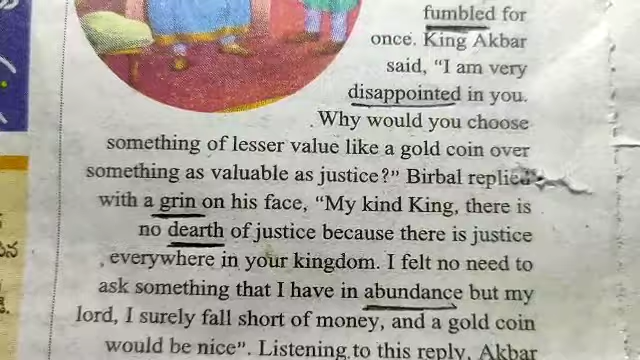 fumbled for
once. King Akbar
said, “I am very
disappointed in you.
Why would you choose
something of lesser value like a gold coin over
something as valuable as justice?” Birbal replied
with a grin on his face, “My kind King, there is
no dearth of justice because there is justice
everywhere in your kingdom. I felt no need to
ask something that I have in abundance but my
lord, I surely fall short of money, and a gold coin
would be nice”. Listening to this reply, Akbar